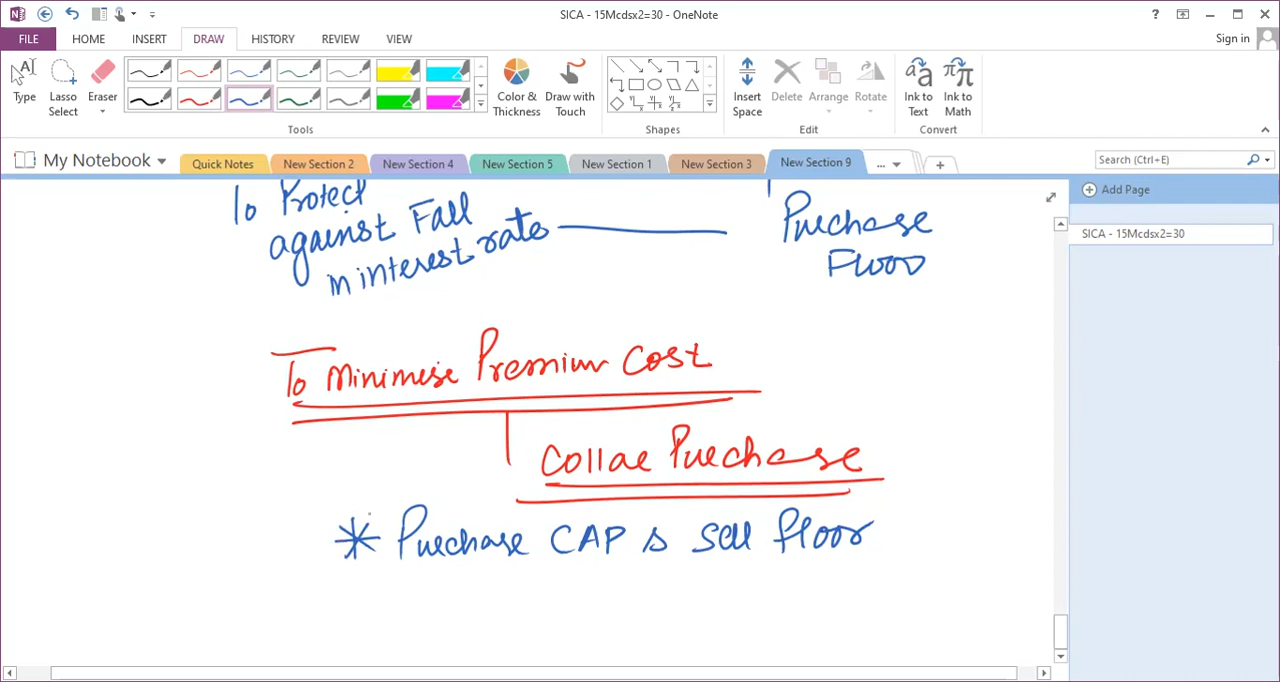 SICA - 15Mcdsx2=30 - OneNote
FILE HOME INSERT DRAW HISTORY REVIEW VIEW
Sign in
Type
Lasso Select
Eraser
Color & Thickness
Draw with Touch
Insert Space
Delete
Arrange
Rotate
Ink to Text
Ink to Math
Tools
Shapes
Edit
Convert
My Notebook
Quick Notes
New Section 2
New Section 4
New Section 5
New Section 1
New Section 3
New Section 9
...
Search (Ctrl+E)
Add Page
SICA - 15Mcdsx2=30
To Protect
against Fall
in interest rates
Purchase
Floor
To Minimise Premium Cost
Collar Purchase
* Purchase CAP & Sell Floor